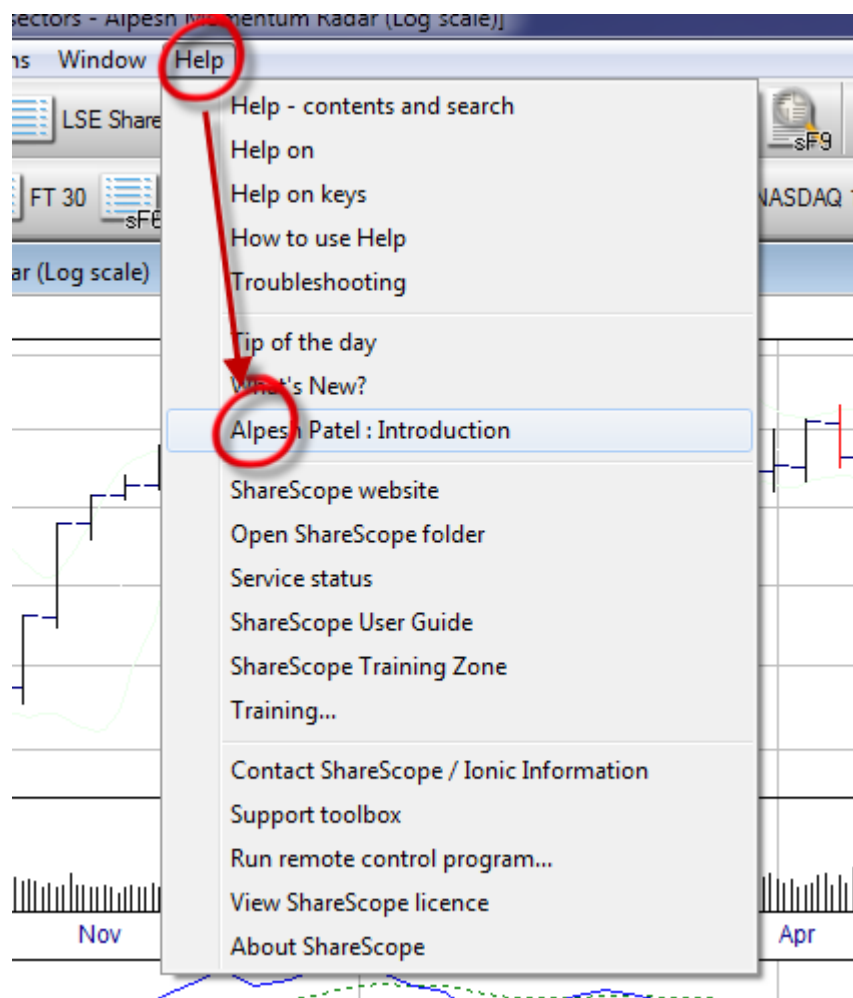 sectors - Alpesh Momentum Radar (Log scale)]
ns Window Help
LSE Share
sF9
FT 30
sF6
NASDAQ
ar (Log scale)
Help - contents and search
Help on
Help on keys
How to use Help
Troubleshooting
Tip of the day
What's New?
Alpesh Patel : Introduction
ShareScope website
Open ShareScope folder
Service status
ShareScope User Guide
ShareScope Training Zone
Training...
Contact ShareScope / Ionic Information
Support toolbox
Run remote control program...
View ShareScope licence
About ShareScope
Nov
Apr